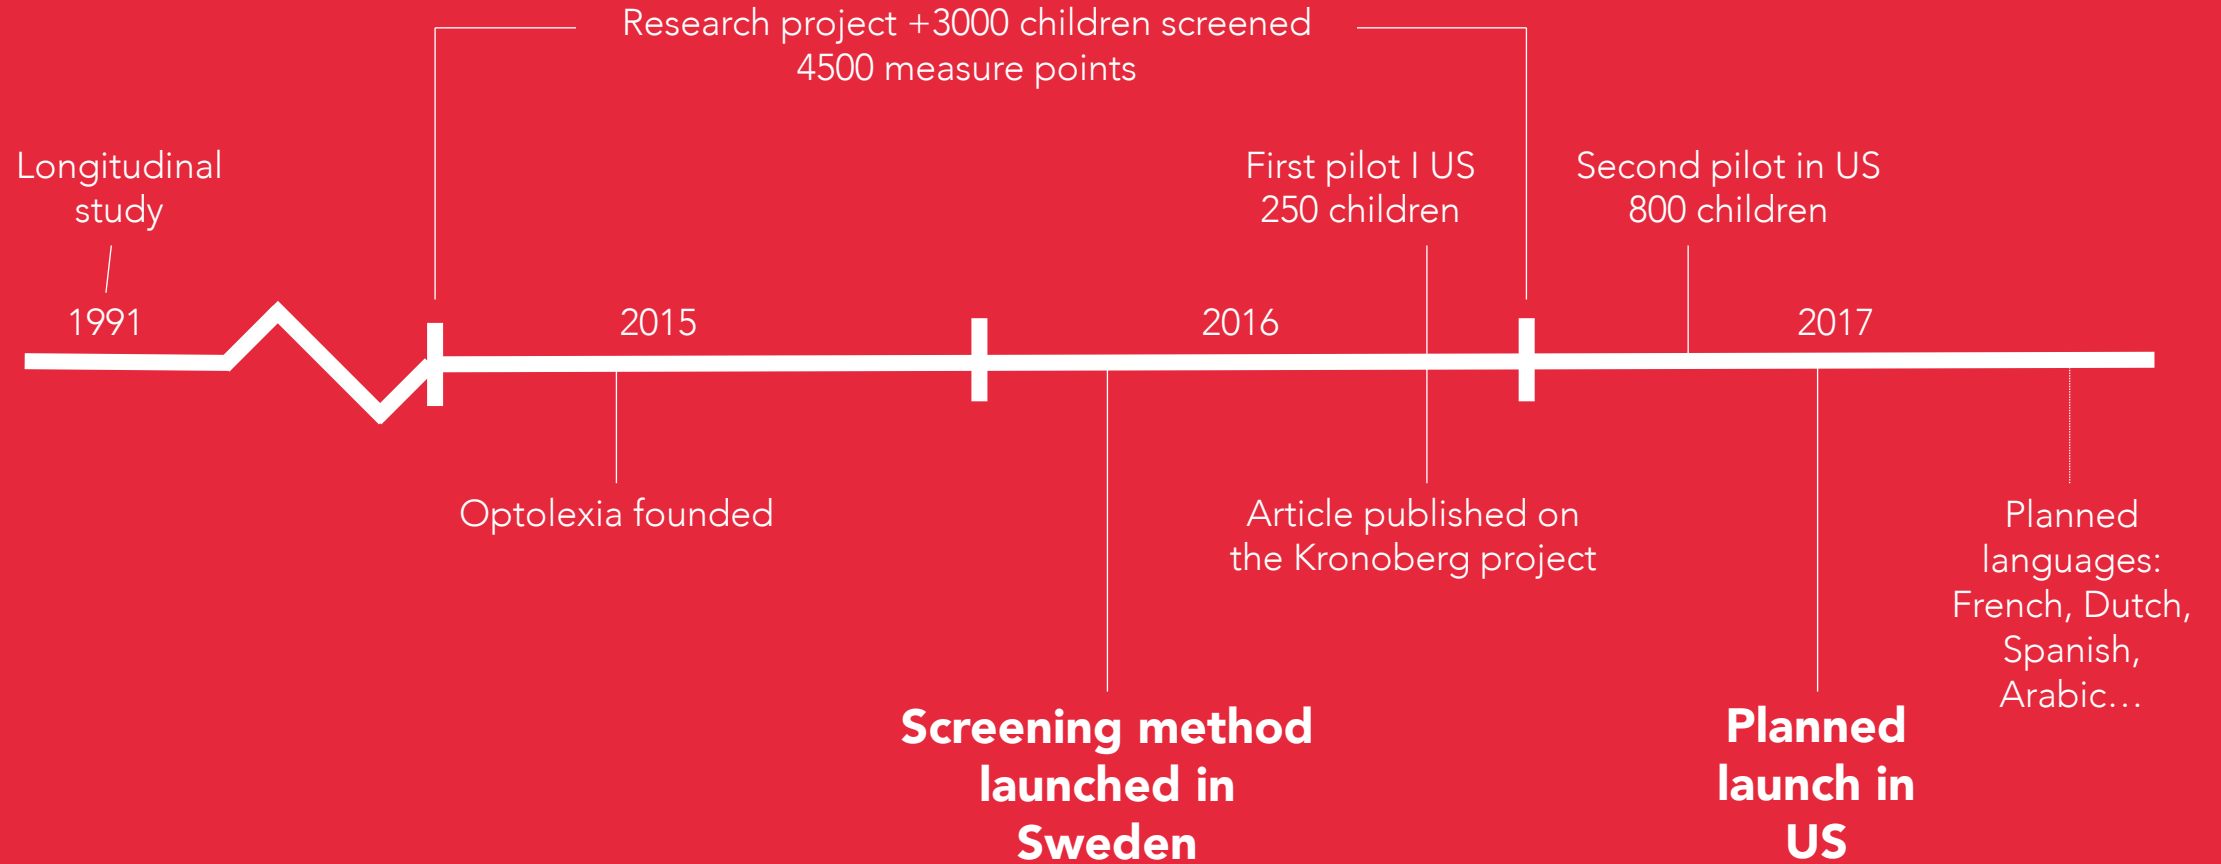 Research project +3000 children screened
4500 measure points
Longitudinal
study
First pilot I US
250 children
Second pilot in US
800 children
1991
2015
2016
2017
Optolexia founded
Article published on
the Kronoberg project
Planned
languages:
French, Dutch,
Spanish,
Arabic…
Screening method
launched in
Sweden
Planned
launch in
US